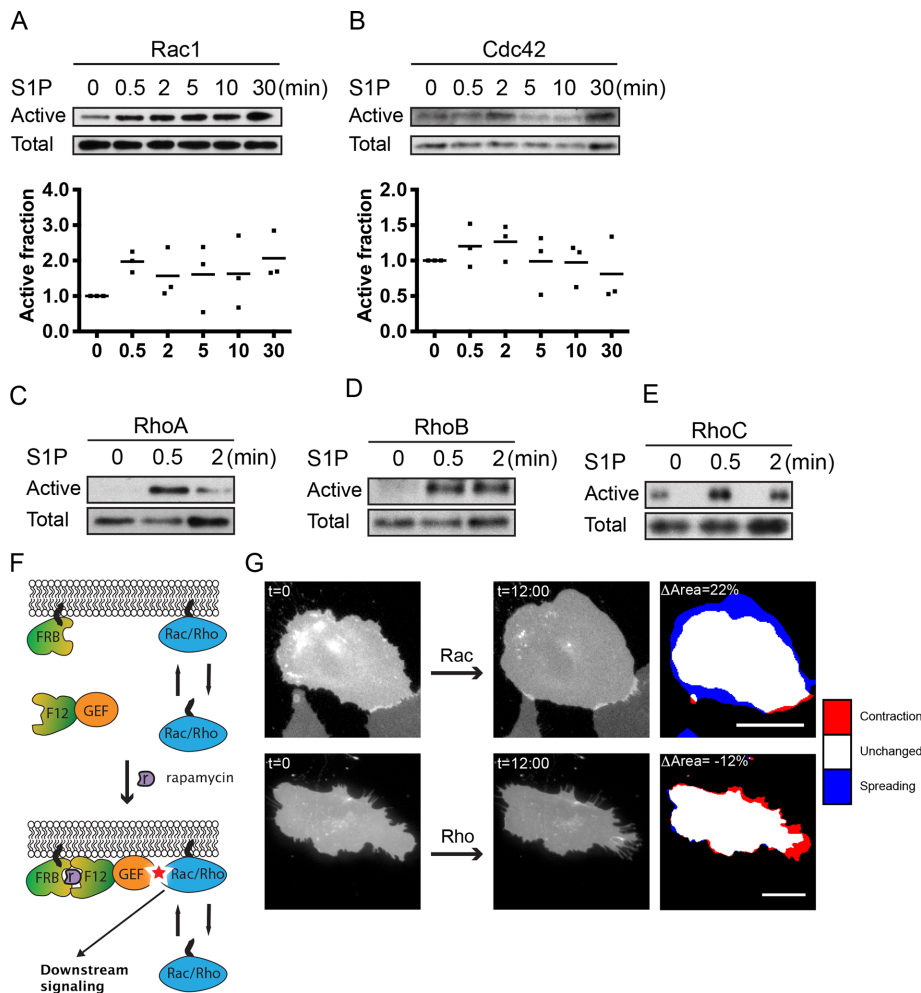 A
Rac1
S1P 0 0.5 2 5 10 30(min)
Active
Total
Active fraction
4.0
3.0
2.0
1.0
0.0
0 0.5 2 5 10 30
B
Cdc42
S1P 0 0.5 2 5 10 30(min)
Active
Total
Active fraction
2.0
1.5
1.0
0.5
0.0
0 0.5 2 5 10 30
C
RhoA
S1P 0 0.5 2(min)
Active
Total
D
RhoB
S1P 0 0.5 2(min)
Active
Total
E
RhoC
S1P 0 0.5 2(min)
Active
Total
F
FRB
Rac/Rho
F12 GEF
Rac/Rho
r rapamycin
FRB r F12 GEF Rac/Rho
Downstream
signaling
Rac/Rho
G
t=0
Rac
t=12:00
ΔArea=22%
t=0
Rho
t=12:00
ΔArea= -12%
Contraction
Unchanged
Spreading